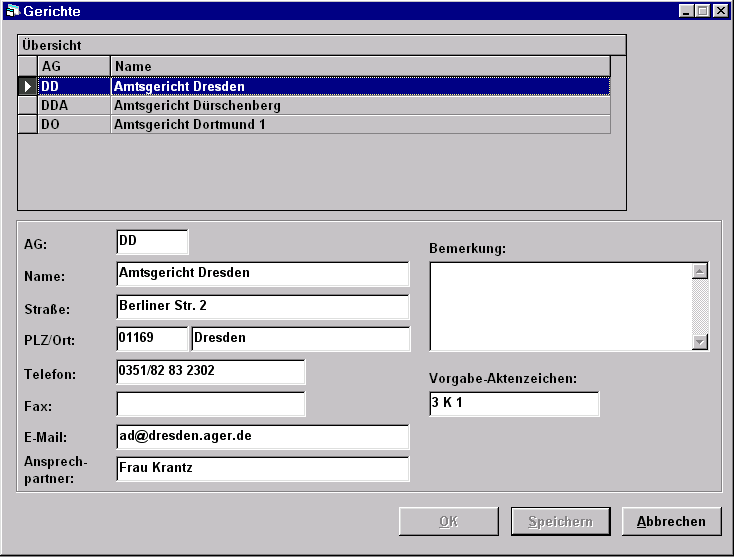 Gerichte
Übersicht
AG Name
DD Amtsgericht Dresden
DDA Amtsgericht Dürschenberg
DO Amtsgericht Dortmund 1
AG: DD
Name: Amtsgericht Dresden
Straße: Berliner Str. 2
PLZ/Ort: 01169 Dresden
Telefon: 0351/82 83 2302
Fax:
E-Mail: ad@dresden.ager.de
Ansprech-
partner: Frau Krantz
Bemerkung:
Vorgabe-Aktenzeichen:
3 K 1
OK Speichern Abbrechen